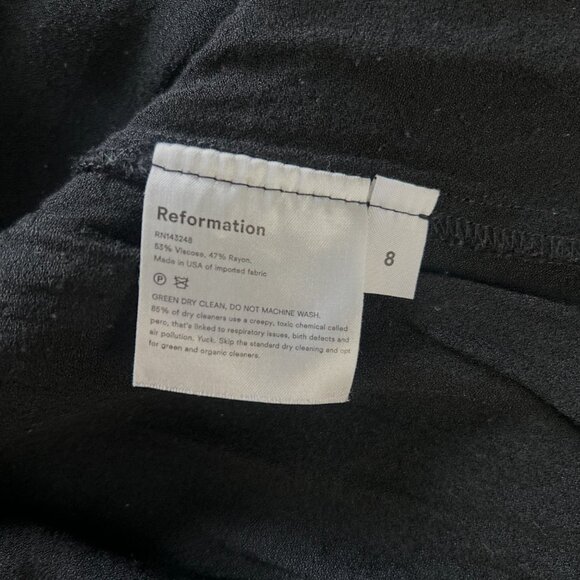 Reformation
RN143248
53% Viscose, 47% Rayon.
Made in USA of imported fabric
P
GREEN DRY CLEAN, DO NOT MACHINE WASH.
85% of dry cleaners use a creepy, toxic chemical called
perc, that's linked to respiratory issues, birth defects and
air pollution. Yuck. Skip the standard dry cleaning and opt
for green and organic cleaners.
8